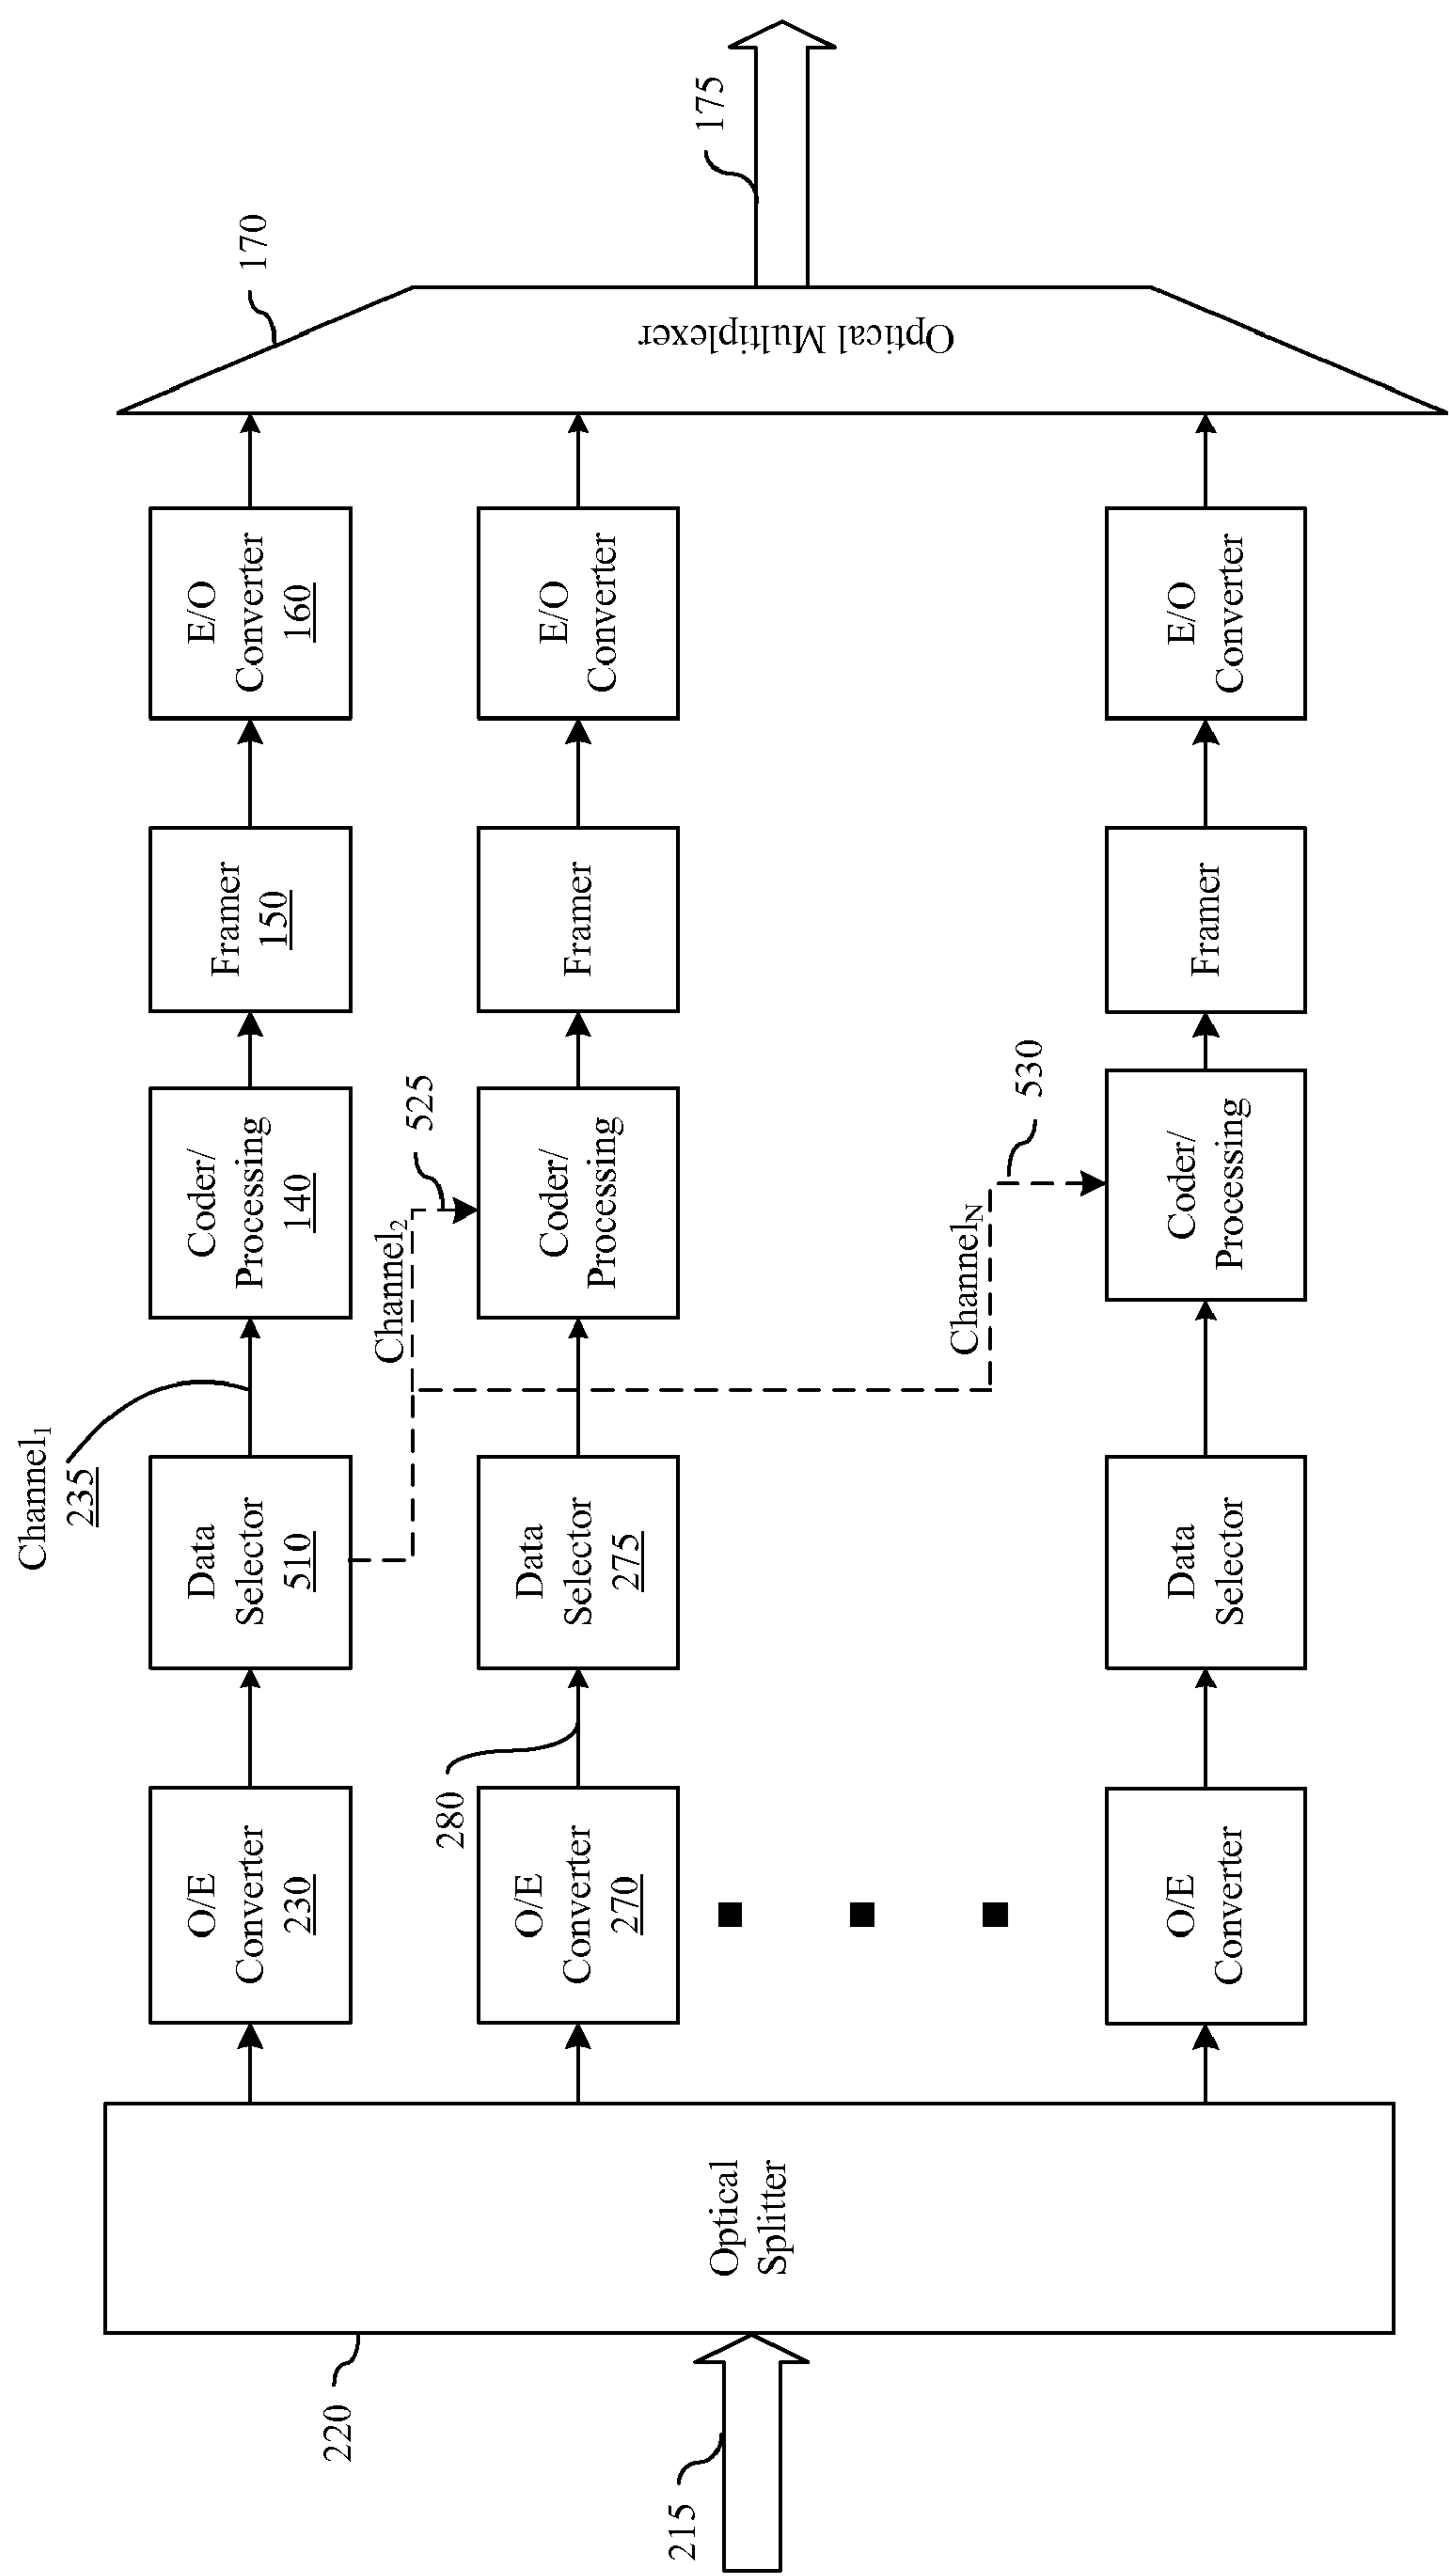 215
220
Optical
Splitter
O/E
Converter
230
Channel1
235
Data
Selector
510
Coder/
Processing
140
Framer
150
E/O
Converter
160
170
O/E
Converter
270
280
Data
Selector
275
Channel2
525
Coder/
Processing
Framer
E/O
Converter
O/E
Converter
Data
Selector
ChannelN
530
Coder/
Processing
Framer
E/O
Converter
Optical Multiplexer
175